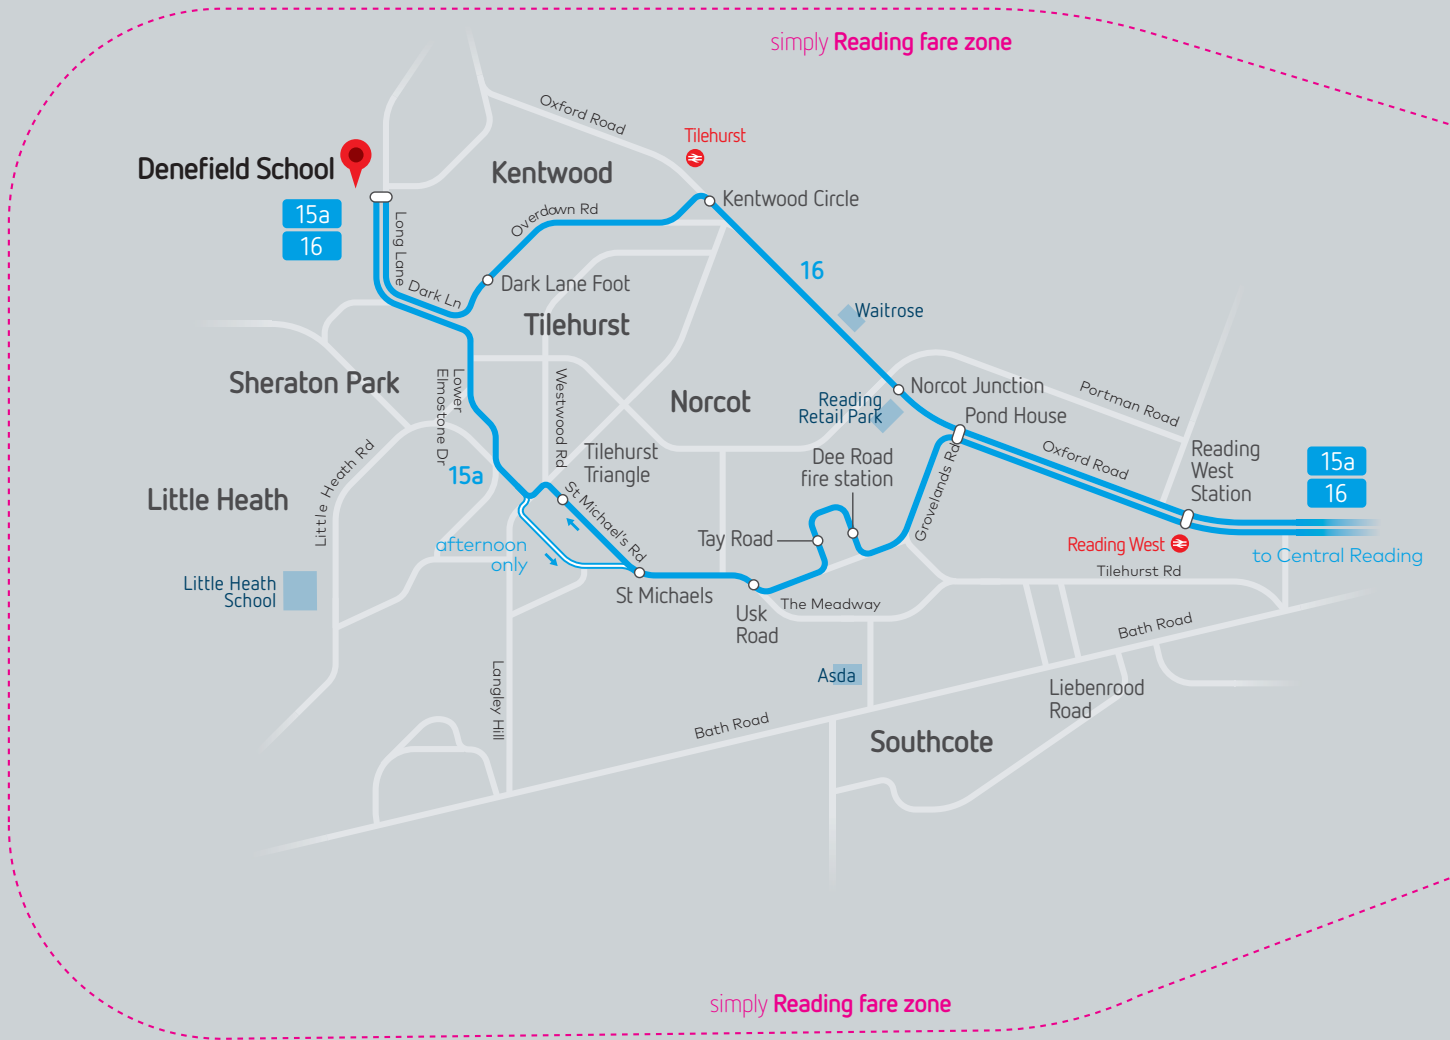 simply Reading fare zone
Oxford Road
Tilehurst
Denefield School
Kentwood
Kentwood Circle
15a
16
Long Lane
Overdown Rd
16
Dark Ln
Dark Lane Foot
Waitrose
Tilehurst
Sheraton Park
Lower
Elmostone Dr
Westwood Rd
Norcot
Reading
Retail Park
Norcot Junction
Pond House
Portman Road
Oxford Road
Reading
West
Station
15a
16
Little Heath Rd
15a
Tilehurst
Triangle
Dee Road
fire station
Grovelands Rd
Little Heath
St Michael's Rd
afternoon
only
Tay Road
Reading West
to Central Reading
Little Heath
School
St Michaels
Usk
Road
The Meadway
Tilehurst Rd
Bath Road
Langley Hill
Asda
Liebenrood
Road
Bath Road
Southcote
simply Reading fare zone